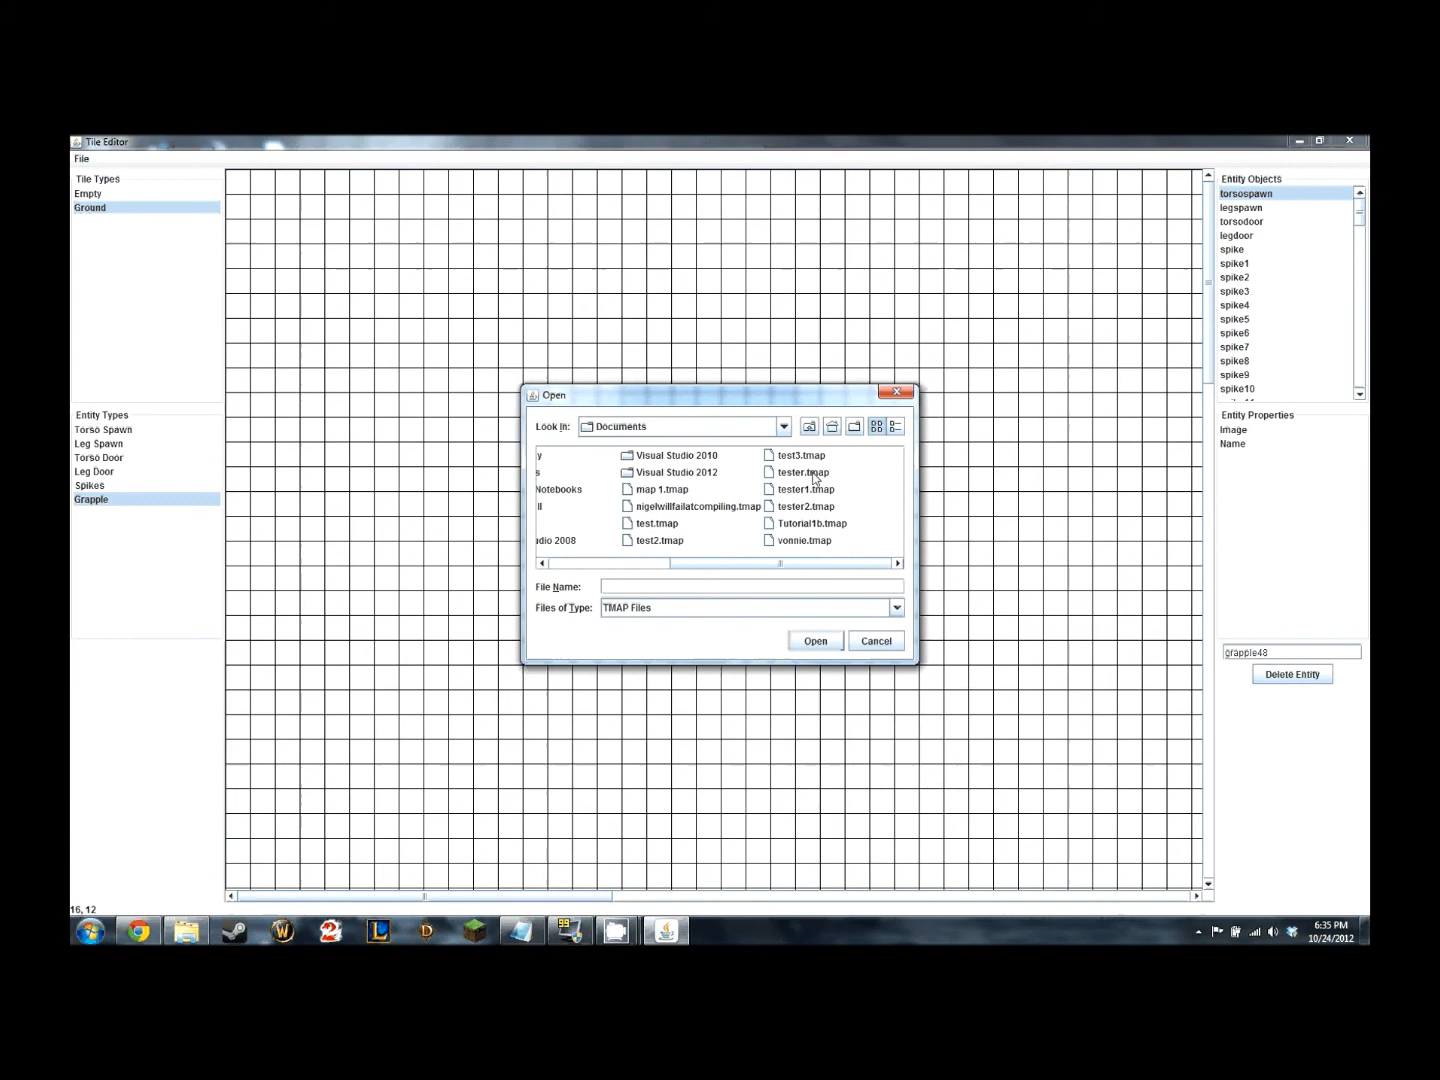 Tile Editor
File
Tile Types
Empty
Ground
Entity Types
Torso Spawn
Leg Spawn
Torso Door
Leg Door
Spikes
Grapple
16, 12
Open
Look In: Documents
y
s
Notebooks
ll
udio 2008
Visual Studio 2010
Visual Studio 2012
map 1.tmap
nigelwillfailatcompiling.tmap
test.tmap
test2.tmap
test3.tmap
tester.tmap
tester1.tmap
tester2.tmap
Tutorial1b.tmap
vonnie.tmap
File Name:
Files of Type: TMAP Files
Open Cancel
Entity Objects
torsospawn
legspawn
torsodoor
legdoor
spike
spike1
spike2
spike3
spike4
spike5
spike6
spike7
spike8
spike9
spike10
Entity Properties
Image
Name
grapple48
Delete Entity
99
6:35 PM
10/24/2012